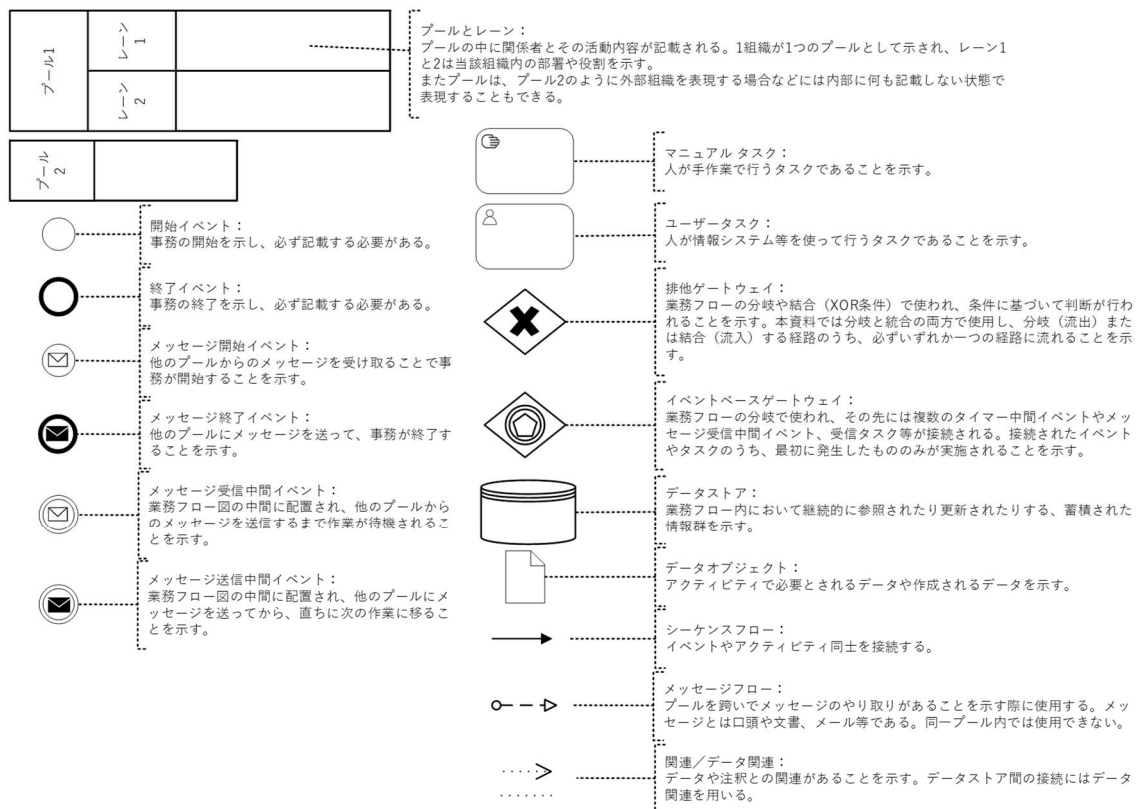 プール1
レーン
1
レーン
2
プールとレーン：
プールの中に関係者とその活動内容が記載される。1組織が1つのプールとして示され、レーン1
と2は当該組織内の部署や役割を示す。
またプールは、プール2のように外部組織を表現する場合などには内部に何も記載しない状態で
表現することもできる。
プール
2
開始イベント：
事務の開始を示し、必ず記載する必要がある。
終了イベント：
事務の終了を示し、必ず記載する必要がある。
メッセージ開始イベント：
他のプールからのメッセージを受け取ることで事
務が開始することを示す。
メッセージ終了イベント：
他のプールにメッセージを送って、事務が終了す
ることを示す。
メッセージ受信中間イベント：
業務フロー図の中間に配置され、他のプールから
のメッセージを送信するまで作業が待機されるこ
とを示す。
メッセージ送信中間イベント：
業務フロー図の中間に配置され、他のプールにメ
ッセージを送ってから、直ちに次の作業に移るこ
とを示す。
マニュアル タスク：
人が手作業で行うタスクであることを示す。
ユーザータスク：
人が情報システム等を使って行うタスクであることを示す。
排他ゲートウェイ：
業務フローの分岐や結合（XOR条件）で使われ、条件に基づいて判断が行わ
れることを示す。本資料では分岐と統合の両方で使用し、分岐（流出）また
は結合（流入）する経路のうち、必ずいずれか一つの経路に流れることを示
す。
イベントベースゲートウェイ：
業務フローの分岐で使われ、その先には複数のタイマー中間イベントやメッ
セージ受信中間イベント、受信タスク等が接続される。接続されたイベント
やタスクのうち、最初に発生したもののみが実施されることを示す。
データストア：
業務フロー内において継続的に参照されたり更新されたりする、蓄積された
情報群を示す。
データオブジェクト：
アクティビティで必要とされるデータや作成されるデータを示す。
シーケンスフロー：
イベントやアクティビティ同士を接続する。
メッセージフロー：
プールを跨いでメッセージのやり取りがあることを示す際に使用する。メッ
セージとは口頭や文書、メール等である。同一プール内では使用できない。
関連／データ関連：
データや注釈との関連があることを示す。データストア間の接続にはデータ
関連を用いる。